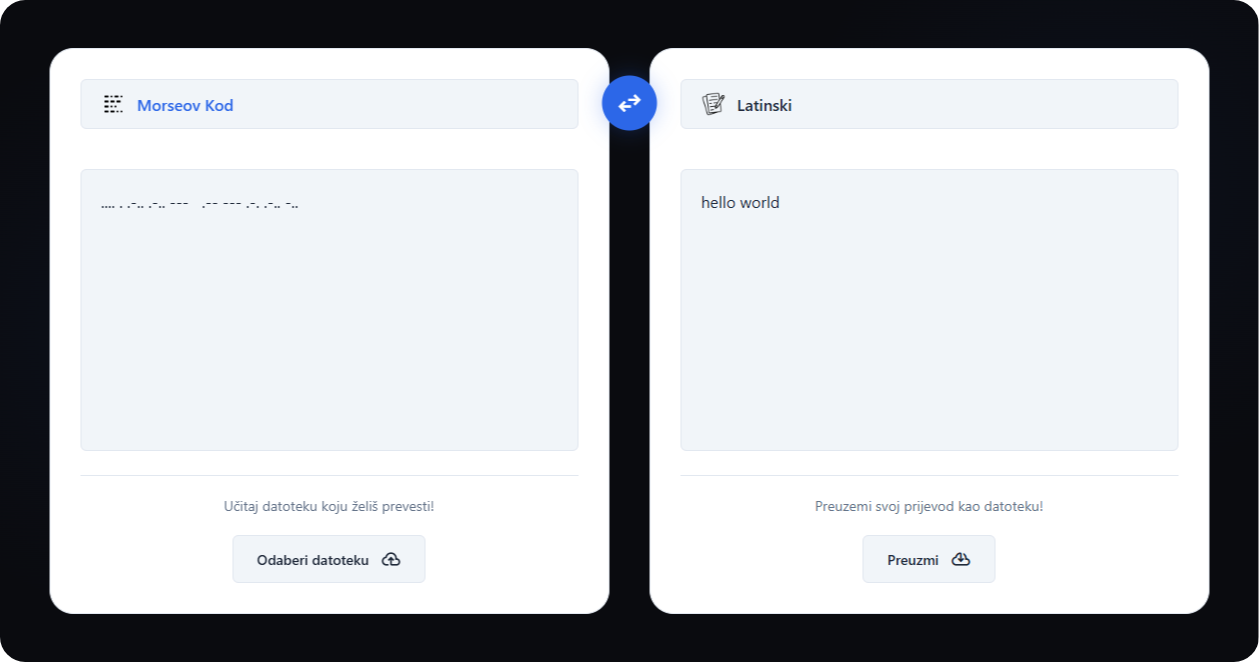 Morseov Kod
Latinski
.... . .-.. .-.. ---   .-- --- .-. .-.. -..
hello world
Učitaj datoteku koju želiš prevesti!
Preuzemi svoj prijevod kao datoteku!
Odaberi datoteku
Preuzmi